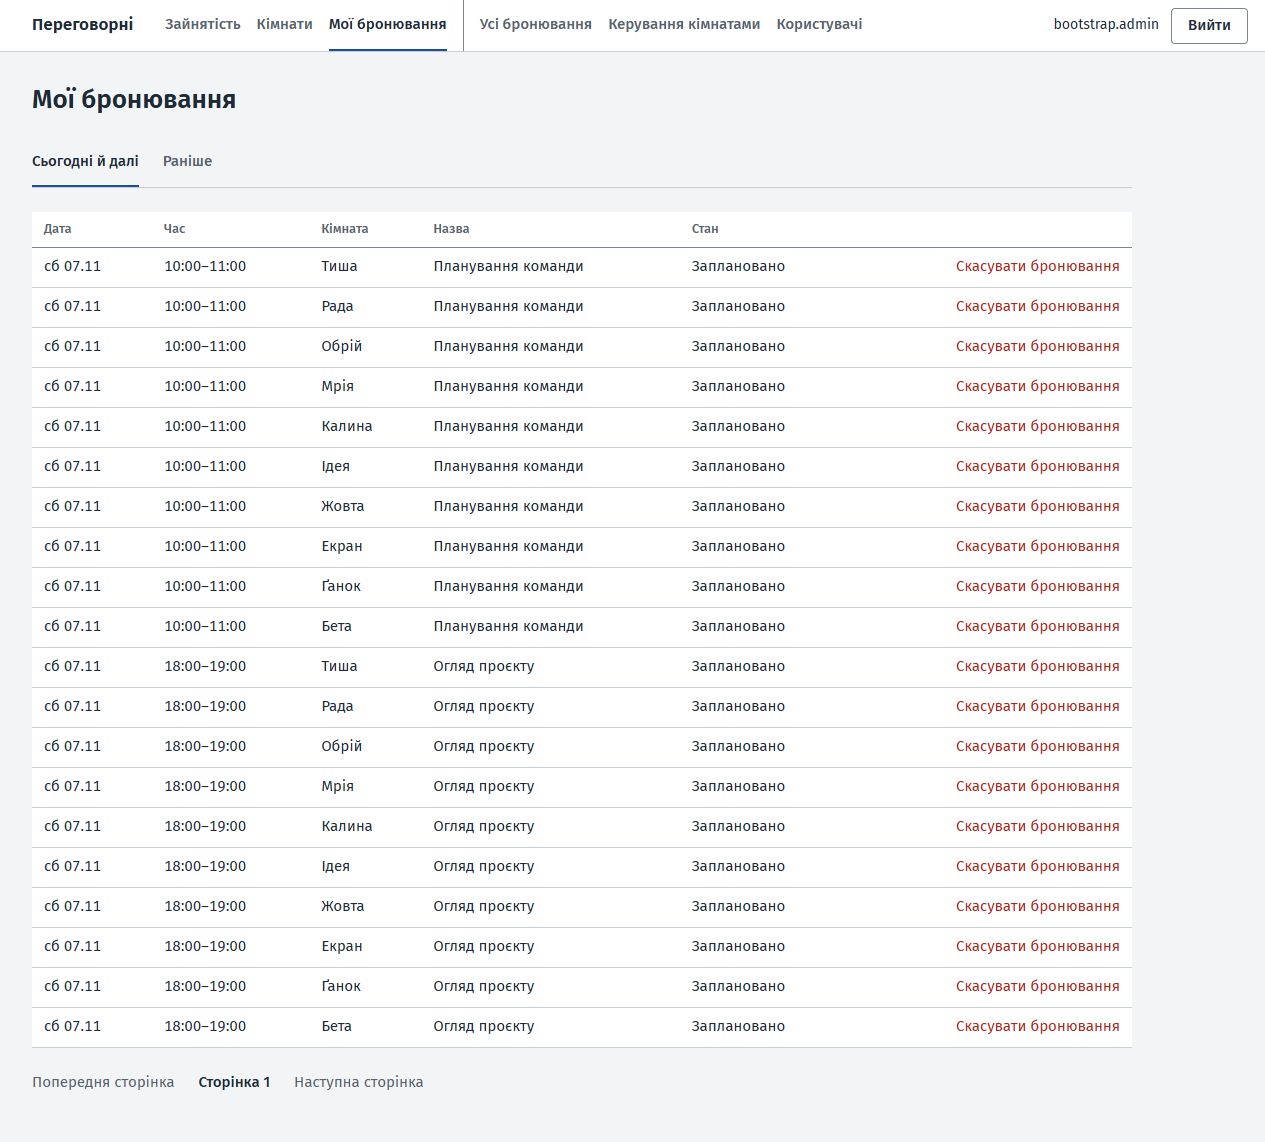 Переговорні Зайнятість Кімнати Мої бронювання Усі бронювання Керування кімнатами Користувачі bootstrap.admin Вийти
Мої бронювання
Сьогодні й далі Раніше
Дата Час Кімната Назва Стан
сб 07.11 10:00–11:00 Тиша Планування команди Заплановано Скасувати бронювання
сб 07.11 10:00–11:00 Рада Планування команди Заплановано Скасувати бронювання
сб 07.11 10:00–11:00 Обрій Планування команди Заплановано Скасувати бронювання
сб 07.11 10:00–11:00 Мрія Планування команди Заплановано Скасувати бронювання
сб 07.11 10:00–11:00 Калина Планування команди Заплановано Скасувати бронювання
сб 07.11 10:00–11:00 Ідея Планування команди Заплановано Скасувати бронювання
сб 07.11 10:00–11:00 Жовта Планування команди Заплановано Скасувати бронювання
сб 07.11 10:00–11:00 Екран Планування команди Заплановано Скасувати бронювання
сб 07.11 10:00–11:00 Ґанок Планування команди Заплановано Скасувати бронювання
сб 07.11 10:00–11:00 Бета Планування команди Заплановано Скасувати бронювання
сб 07.11 18:00–19:00 Тиша Огляд проєкту Заплановано Скасувати бронювання
сб 07.11 18:00–19:00 Рада Огляд проєкту Заплановано Скасувати бронювання
сб 07.11 18:00–19:00 Обрій Огляд проєкту Заплановано Скасувати бронювання
сб 07.11 18:00–19:00 Мрія Огляд проєкту Заплановано Скасувати бронювання
сб 07.11 18:00–19:00 Калина Огляд проєкту Заплановано Скасувати бронювання
сб 07.11 18:00–19:00 Ідея Огляд проєкту Заплановано Скасувати бронювання
сб 07.11 18:00–19:00 Жовта Огляд проєкту Заплановано Скасувати бронювання
сб 07.11 18:00–19:00 Екран Огляд проєкту Заплановано Скасувати бронювання
сб 07.11 18:00–19:00 Ґанок Огляд проєкту Заплановано Скасувати бронювання
сб 07.11 18:00–19:00 Бета Огляд проєкту Заплановано Скасувати бронювання
Попередня сторінка Сторінка 1 Наступна сторінка